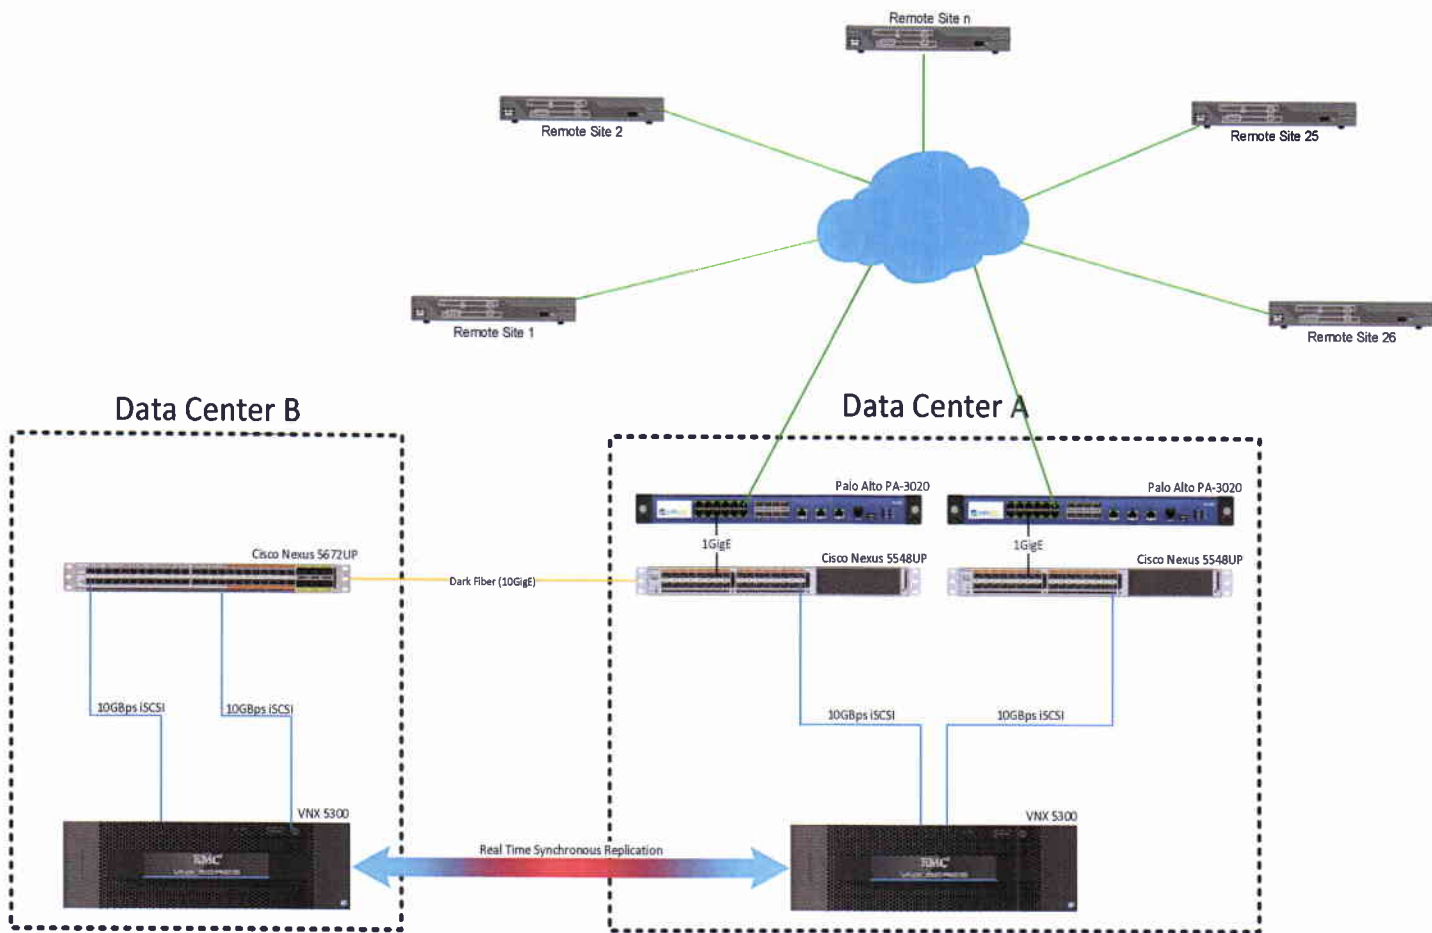 Remote Site n
Remote Site 2
Remote Site 25
Remote Site 1
Remote Site 26
Data Center B
Data Center A
Palo Alto PA-3020
Palo Alto PA-3020
1GigE
1GigE
Cisco Nexus 5672UP
Cisco Nexus 5548UP
Cisco Nexus 5548UP
Dark Fiber (10GigE)
10GBps iSCSI
10GBps iSCSI
10GBps iSCSI
10GBps iSCSI
VNX 5300
VNX 5300
Real Time Synchronous Replication
EMC²
EMC²